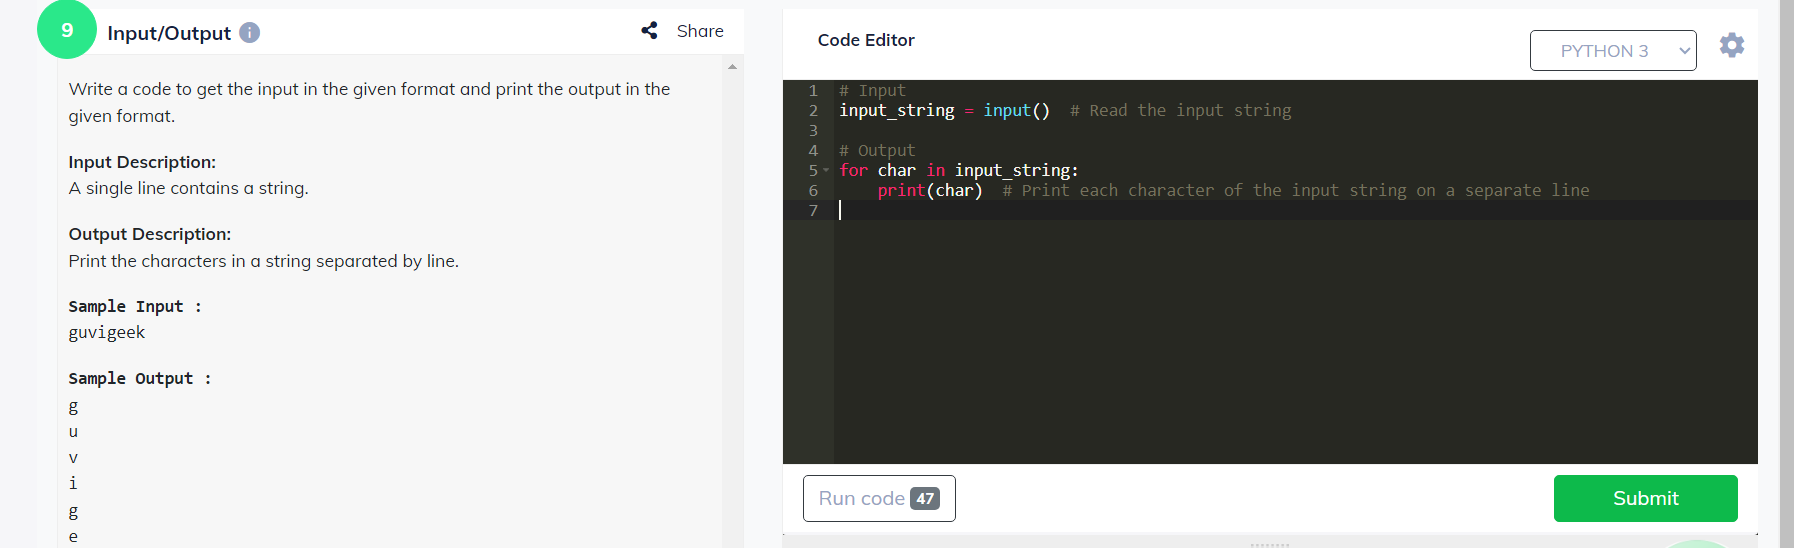 9
Input/Output i
Share
Write a code to get the input in the given format and print the output in the
given format.
Input Description:
A single line contains a string.
Output Description:
Print the characters in a string separated by line.
Sample Input :
guvigeek
Sample Output :
g
u
v
i
g
e
Code Editor
PYTHON 3
1 # Input
2 input_string = input()  # Read the input string
3
4 # Output
5 for char in input_string:
6     print(char)  # Print each character of the input string on a separate line
7
Run code 47
Submit